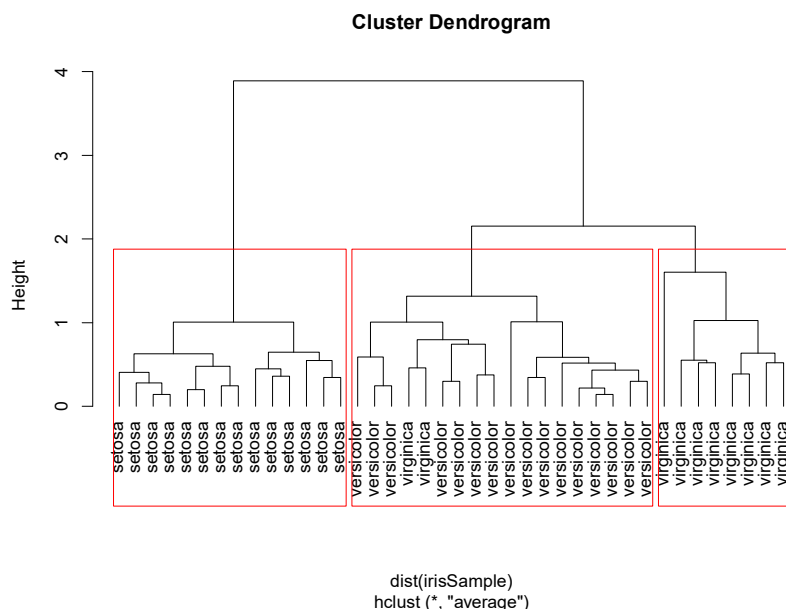 Cluster Dendrogram
4
3
2
1
0
Height
setosa
setosa
setosa
setosa
setosa
setosa
setosa
setosa
setosa
setosa
setosa
setosa
setosa
setosa
versicolor
versicolor
versicolor
virginica
virginica
versicolor
versicolor
versicolor
versicolor
versicolor
versicolor
versicolor
versicolor
versicolor
versicolor
versicolor
versicolor
versicolor
virginica
virginica
virginica
virginica
virginica
virginica
virginica
virginica
dist(irisSample)
hclust (*, "average")